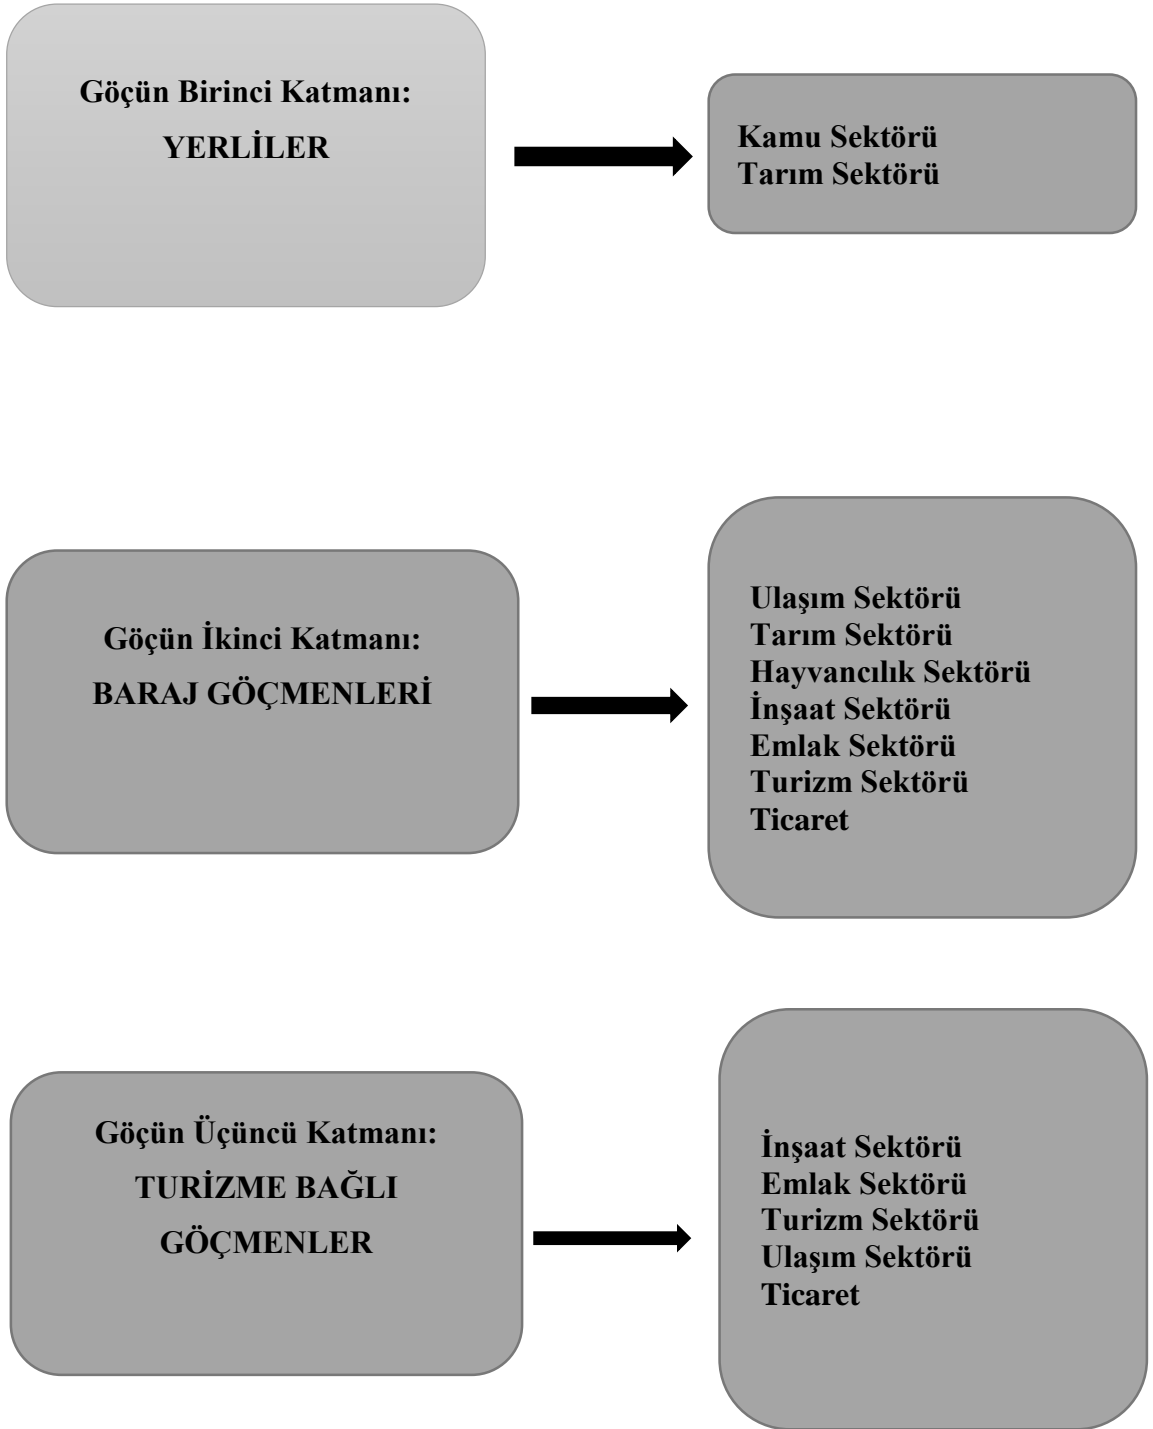 Göçün Birinci Katmanı:
YERLİLER
Kamu Sektörü
Tarım Sektörü
Göçün İkinci Katmanı:
BARAJ GÖÇMENLERİ
Ulaşım Sektörü
Tarım Sektörü
Hayvancılık Sektörü
İnşaat Sektörü
Emlak Sektörü
Turizm Sektörü
Ticaret
Göçün Üçüncü Katmanı:
TURİZME BAĞLI
GÖÇMENLER
İnşaat Sektörü
Emlak Sektörü
Turizm Sektörü
Ulaşım Sektörü
Ticaret